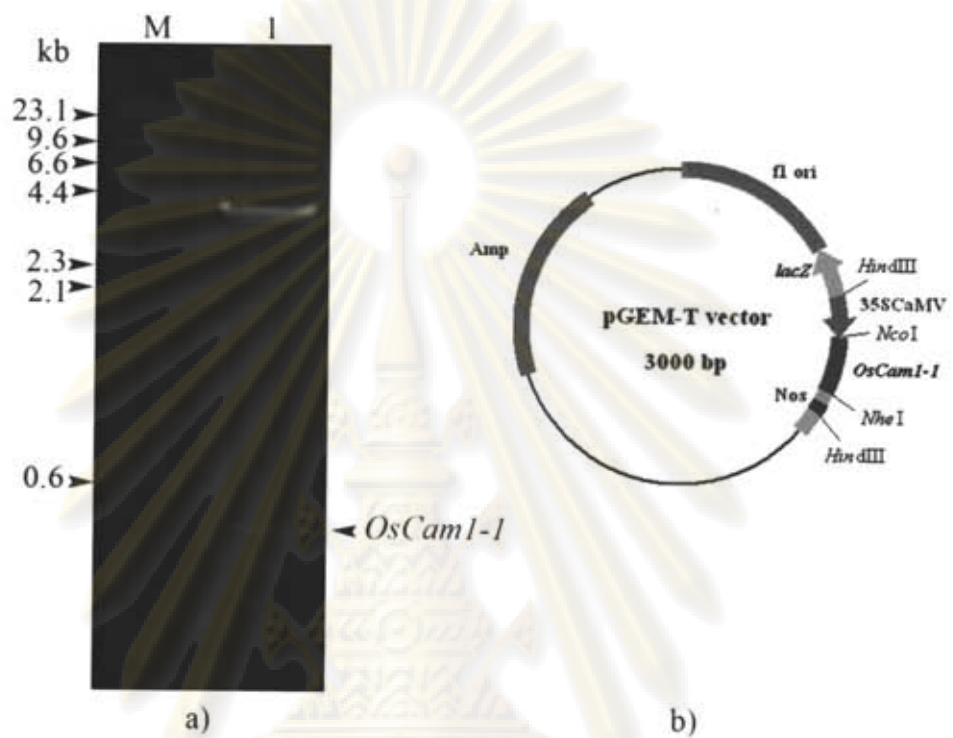 M 1
kb
23.1
9.6
6.6
4.4
2.3
2.1
0.6
OsCam1-1
a)
f1 ori
Amp
lacZ
HindIII
35SCaMV
NcoI
pGEM-T vector
3000 bp
OsCam1-1
Nos
NheI
HindIII
b)